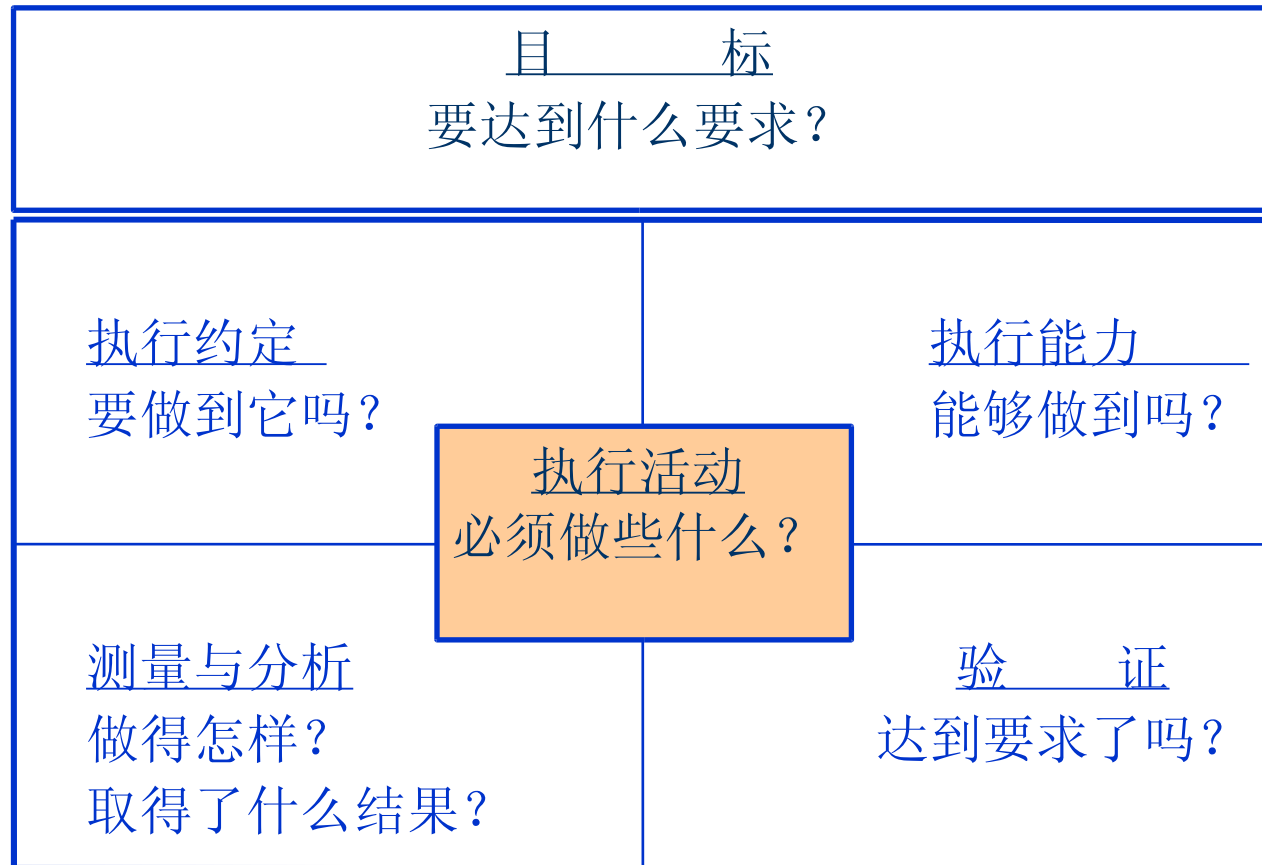 目 标
要达到什么要求?
执行约定
要做到它吗?
执行能力
能够做到吗?
执行活动
必须做些什么?
测量与分析
做得怎样?
取得了什么结果?
验 证
达到要求了吗?